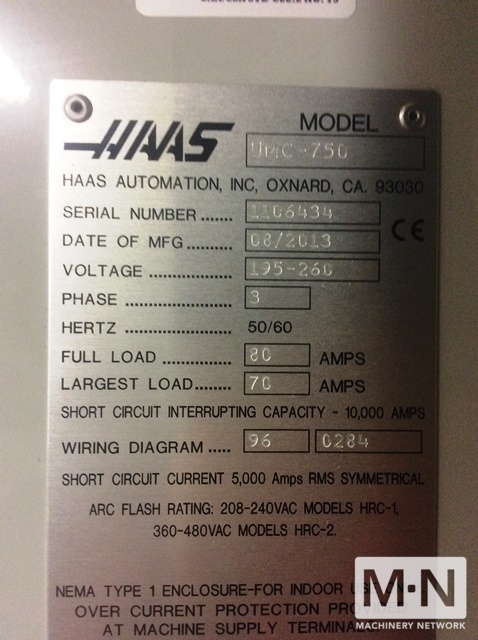 HAAS
MODEL
UMC-750
HAAS AUTOMATION, INC, OXNARD, CA. 93030
SERIAL NUMBER ...... 1106434
DATE OF MFG ........ 08/2013 CE
VOLTAGE ................ 195-260
PHASE .................... 3
HERTZ .................... 50/60
FULL LOAD .............. 80 AMPS
LARGEST LOAD........ 70 AMPS
SHORT CIRCUIT INTERRUPTING CAPACITY - 10,000 AMPS
WIRING DIAGRAM ..... 96 0284
SHORT CIRCUIT CURRENT 5,000 Amps RMS SYMMETRICAL
ARC FLASH RATING: 208-240VAC MODELS HRC-1,
360-480VAC MODELS HRC-2.
NEMA TYPE 1 ENCLOSURE-FOR INDOOR
OVER CURRENT PROTECTION
AT MACHINE SUPPLY
M·N
MACHINERY NETWORK